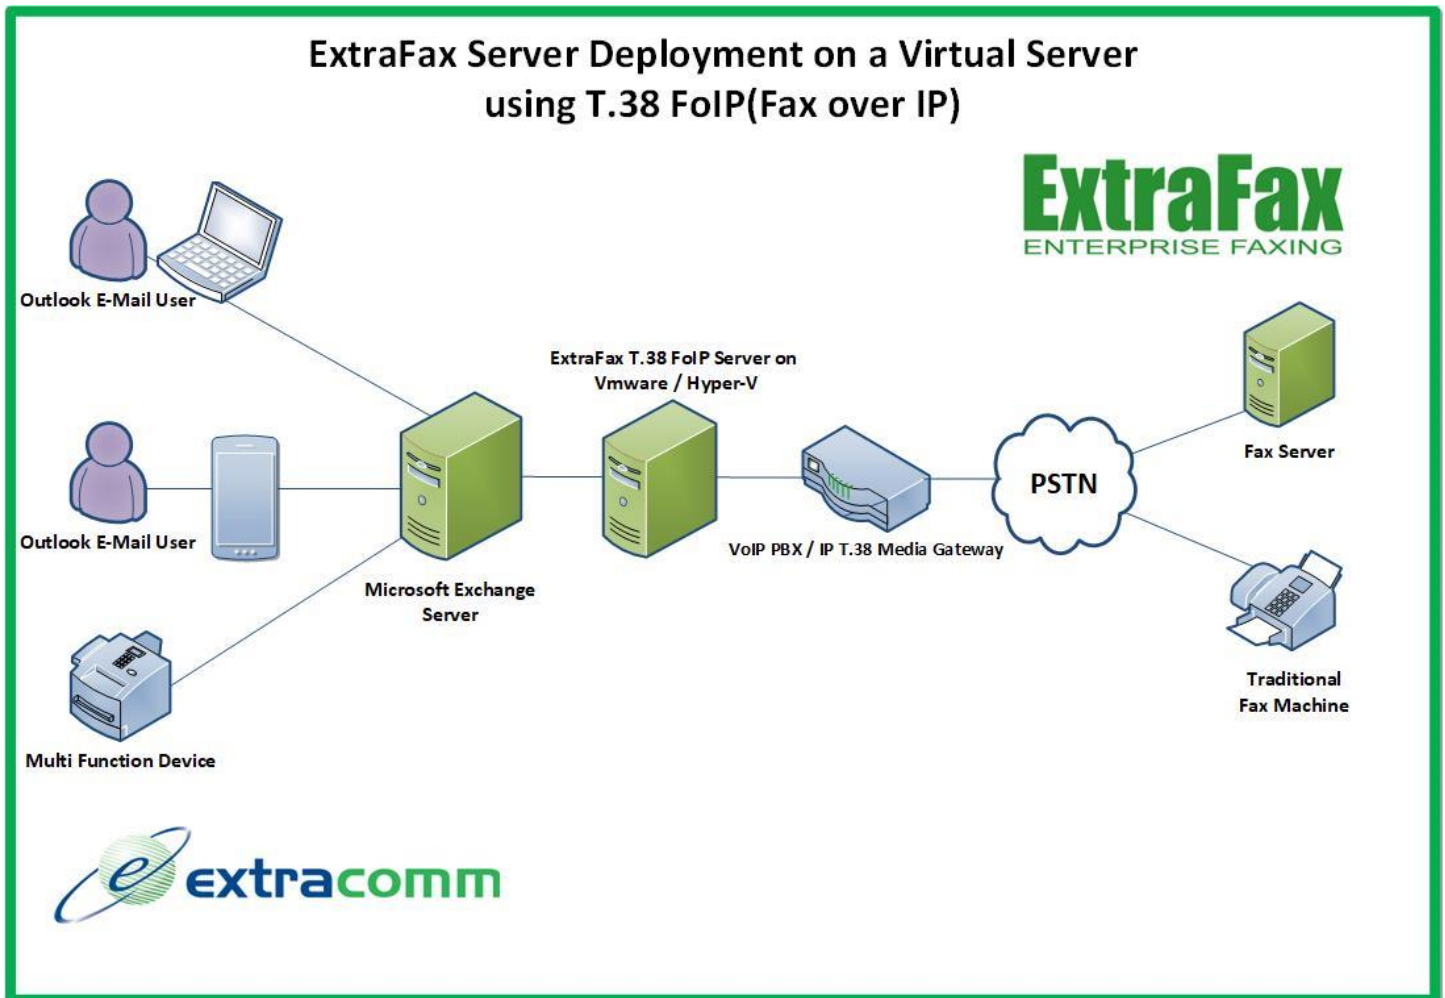 ExtraFax Server Deployment on a Virtual Server
using T.38 FoIP(Fax over IP)
ExtraFax
ENTERPRISE FAXING
Outlook E-Mail User
ExtraFax T.38 FoIP Server on
Vmware / Hyper-V
Fax Server
PSTN
Outlook E-Mail User
VoIP PBX / IP T.38 Media Gateway
Microsoft Exchange
Server
Traditional
Fax Machine
Multi Function Device
e
extracomm